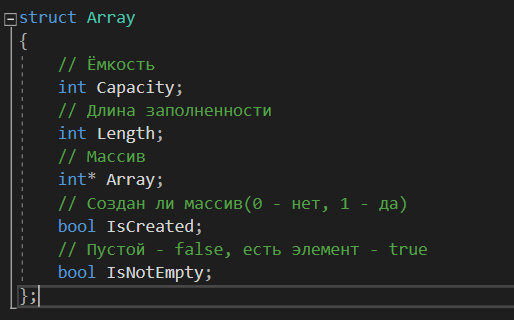 struct Array
{
// Ёмкость
int Capacity;
// Длина заполненности
int Length;
// Массив
int* Array;
// Создан ли массив(0 - нет, 1 - да)
bool IsCreated;
// Пустой - false, есть элемент - true
bool IsNotEmpty;
};